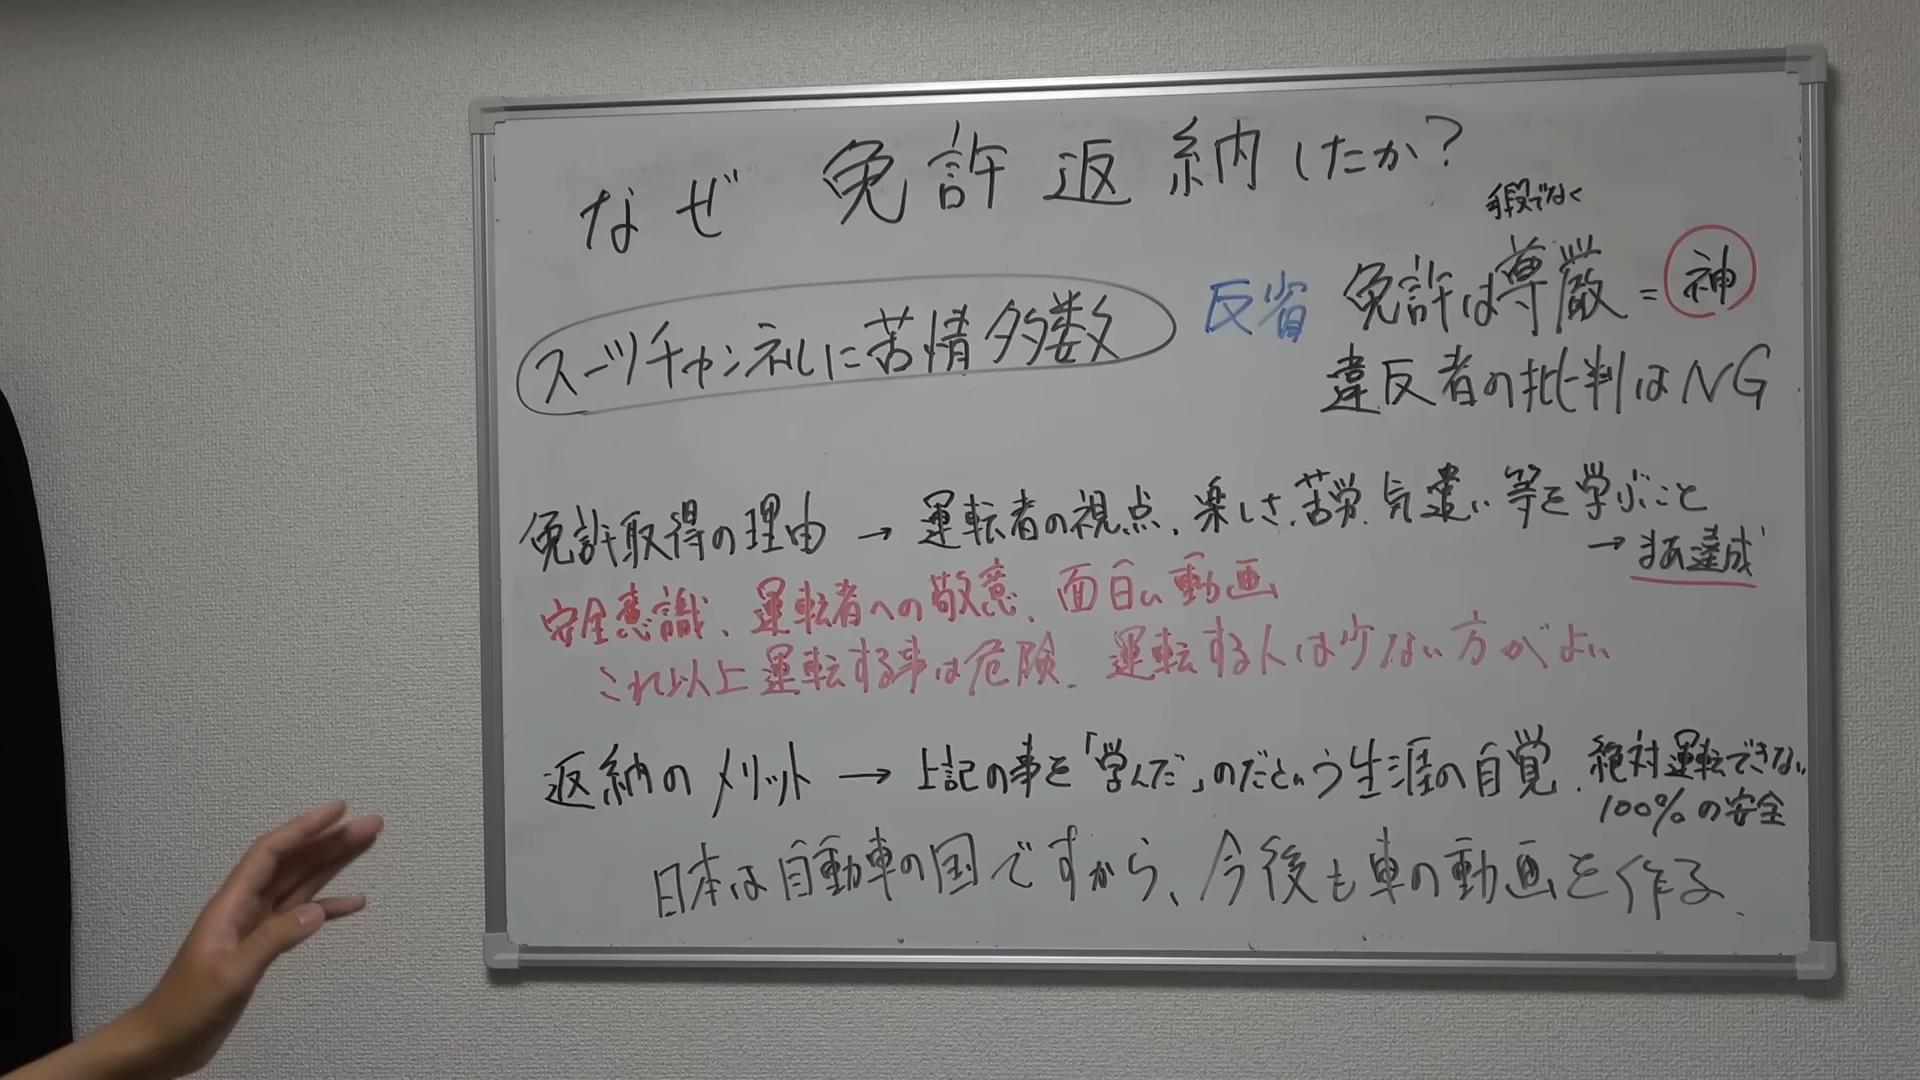 なぜ 免許返納したか?
手段でなく
スーツチャンネルに苦情多数
反省 免許は尊厳=神
違反者の批判はNG
免許取得の理由 → 運転者の視点、楽しさ、苦労、気遣い等を学ぶこと
→ まあ達成
安全意識、運転者への敬意、面白い動画
これ以上運転する事は危険、運転する人は少ない方がよい
返納のメリット → 上記の事を「学んだ」のだという生涯の自覚、絶対運転できない
100%の安全
日本は自動車の国ですから、今後も車の動画を作る、